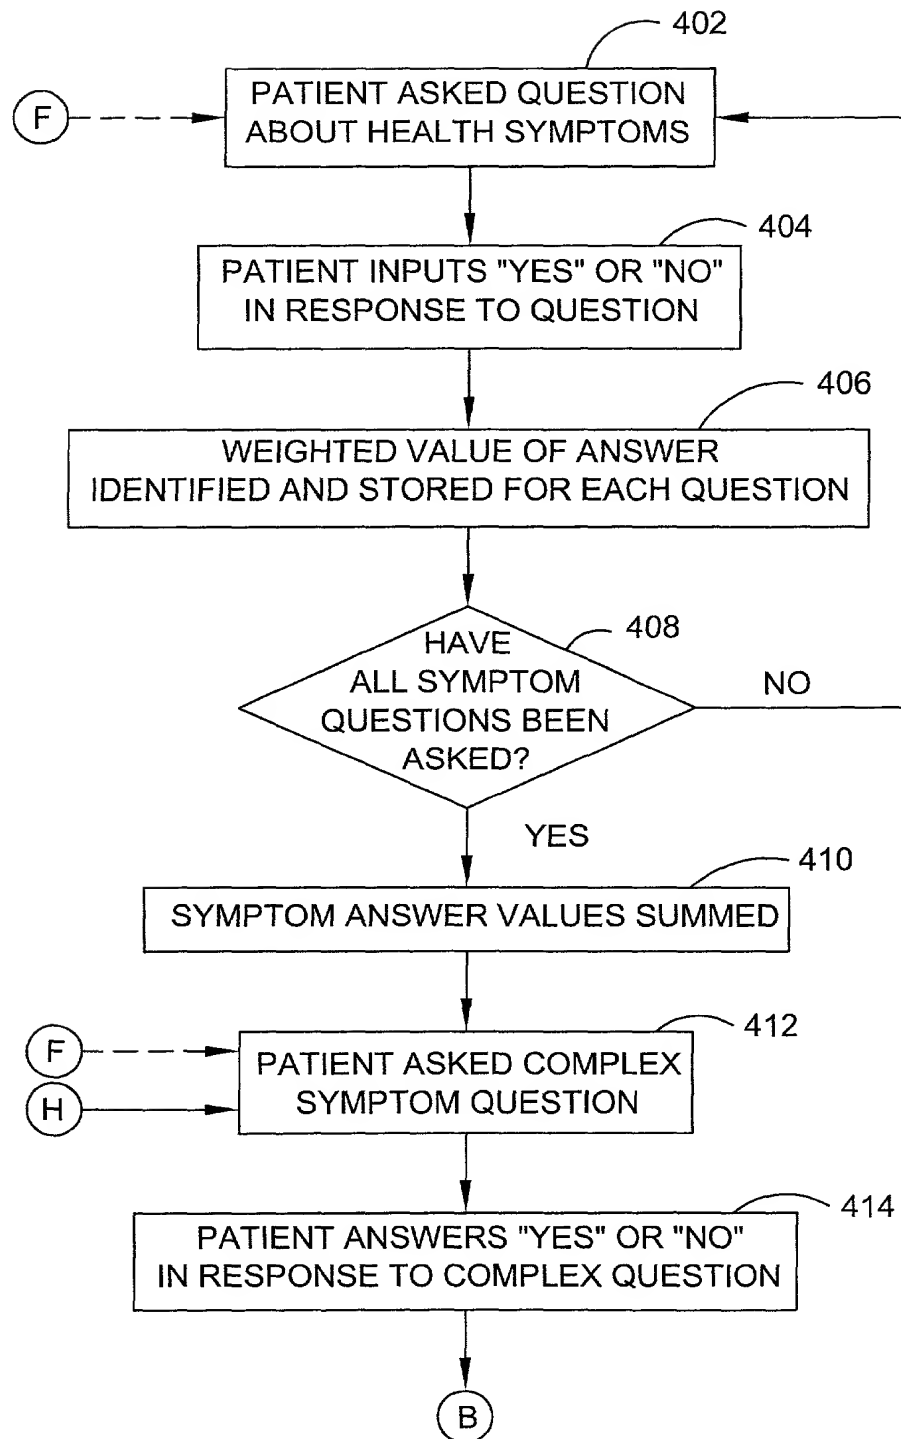 402
PATIENT ASKED QUESTION
ABOUT HEALTH SYMPTOMS
F
404
PATIENT INPUTS "YES" OR "NO"
IN RESPONSE TO QUESTION
406
WEIGHTED VALUE OF ANSWER
IDENTIFIED AND STORED FOR EACH QUESTION
408
HAVE
ALL SYMPTOM
QUESTIONS BEEN
ASKED?
NO
YES
410
SYMPTOM ANSWER VALUES SUMMED
412
F
H
PATIENT ASKED COMPLEX
SYMPTOM QUESTION
414
PATIENT ANSWERS "YES" OR "NO"
IN RESPONSE TO COMPLEX QUESTION
B